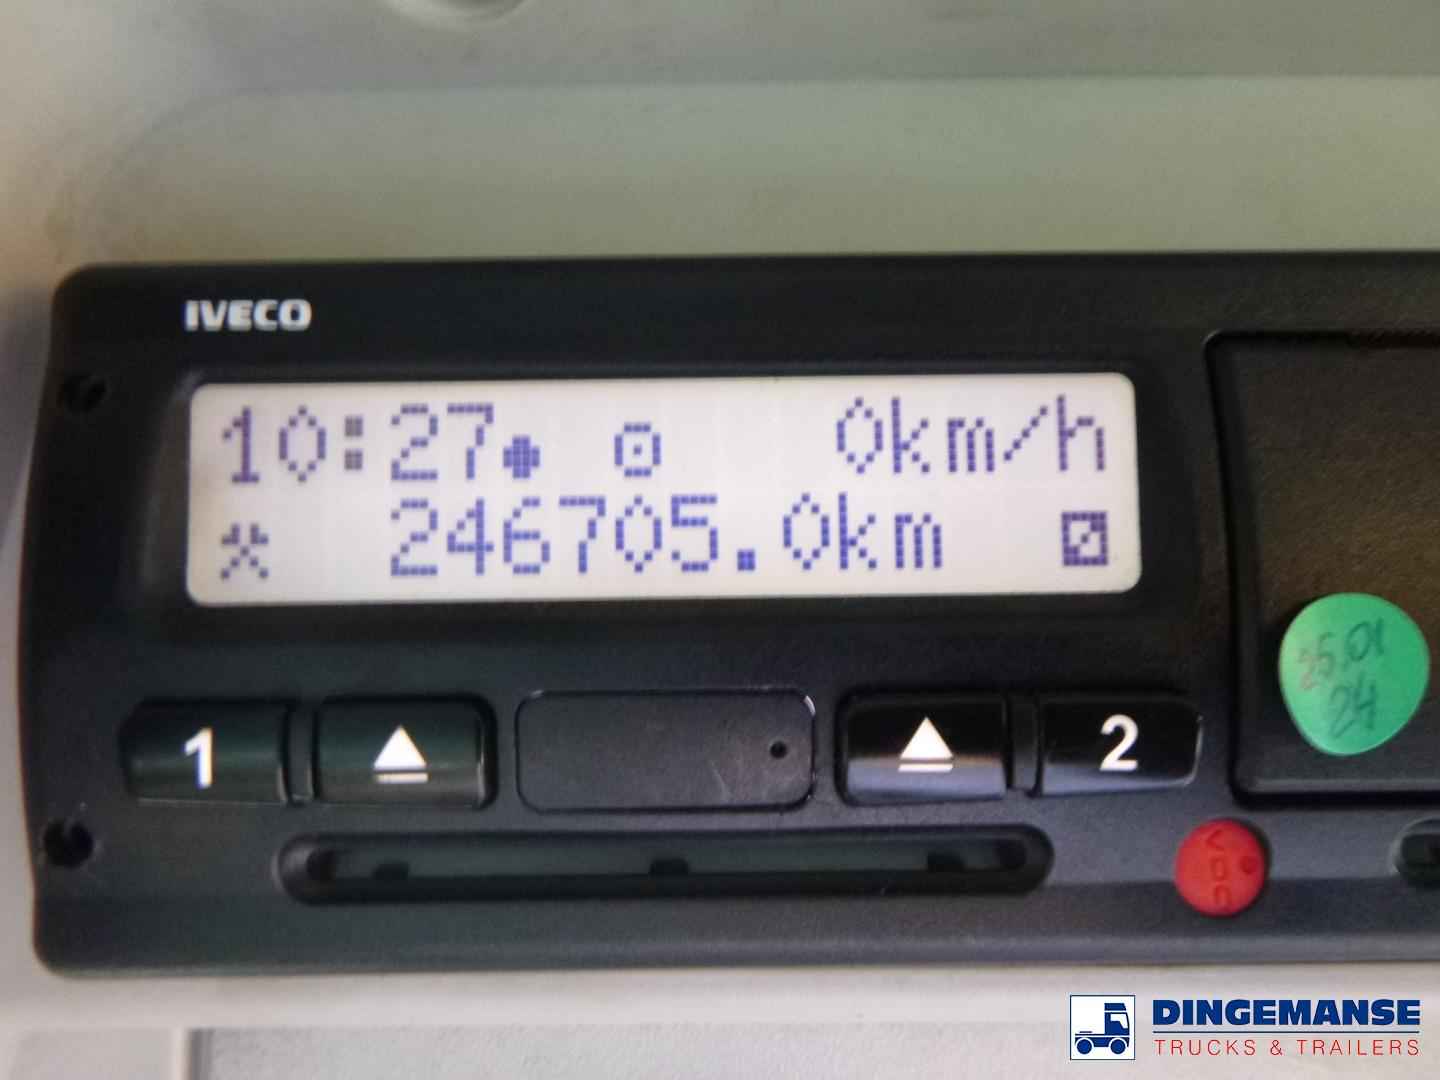 IVECO
10:27 0km/h
246705.0km
1 2
25.01
24
VDO
DINGEMANSE
TRUCKS & TRAILERS